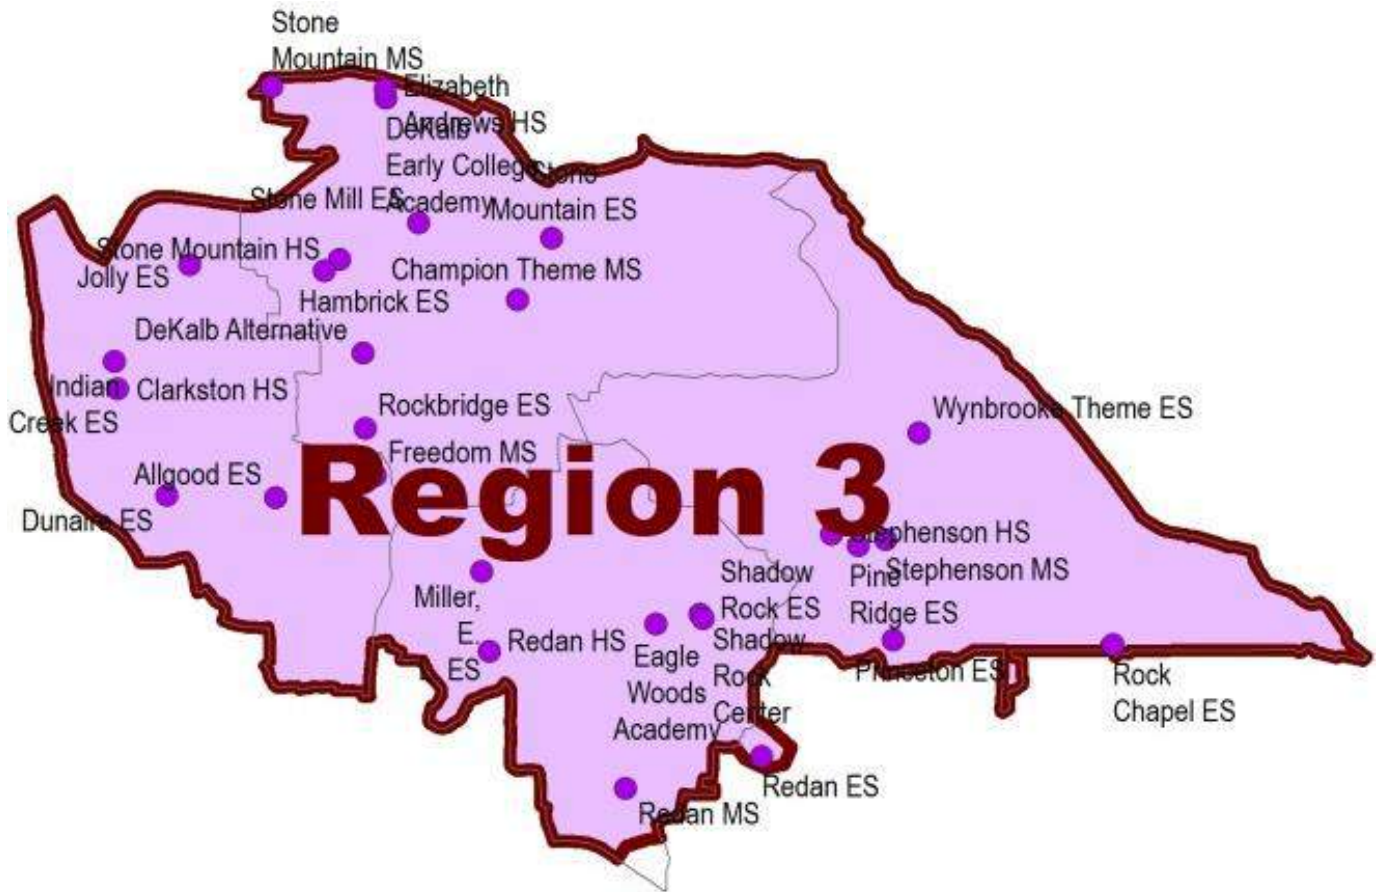 Stone
Mountain MS
Elizabeth
Andrews HS
DeKalb
Early College
Academy
Stone
Mountain ES
Stone Mill ES
Stone Mountain HS
Jolly ES
Champion Theme MS
Hambrick ES
DeKalb Alternative
Indian
Creek ES
Clarkston HS
Rockbridge ES
Wynbrooke Theme ES
Freedom MS
Allgood ES
Region 3
Dunaire ES
Stephenson HS
Stephenson MS
Shadow
Rock ES
Pine
Ridge ES
Miller,
E.
ES
Redan HS
Eagle
Woods
Academy
Shadow
Rock
Center
Princeton ES
Rock
Chapel ES
Redan ES
Redan MS